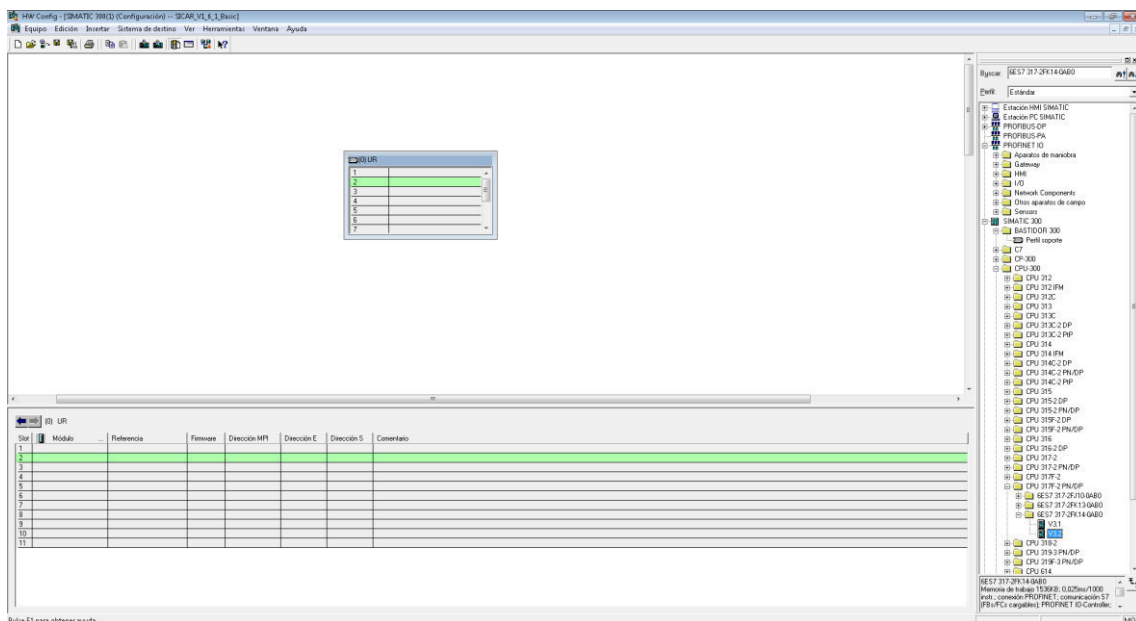 HW Config - [SIMATIC 300(1) (Configuración) -- SICAR_V1_6_1_Basic]
Equipo Edición Insertar Sistema de destino Ver Herramientas Ventana Ayuda
(0) UR
1
2
3
4
5
6
7
Buscar: 6ES7 317-2FK14-0AB0
Perfil: Estándar
Estación HMI SIMATIC
Estación PC SIMATIC
PROFIBUS-DP
PROFIBUS-PA
PROFINET IO
Aparatos de maniobra
Gateway
HMI
I/O
Network Components
Otros aparatos de campo
Sensors
SIMATIC 300
BASTIDOR 300
Perfil soporte
C7
CP-300
CPU-300
CPU 312
CPU 312 IFM
CPU 312C
CPU 313
CPU 313C
CPU 313C-2 DP
CPU 313C-2 PtP
CPU 314
CPU 314 IFM
CPU 314C-2 DP
CPU 314C-2 PN/DP
CPU 314C-2 PtP
CPU 315
CPU 315-2 DP
CPU 315-2 PN/DP
CPU 315F-2 DP
CPU 315F-2 PN/DP
CPU 316
CPU 316-2 DP
CPU 317-2
CPU 317-2 PN/DP
CPU 317F-2
CPU 317F-2 PN/DP
6ES7 317-2FJ10-0AB0
6ES7 317-2FK13-0AB0
6ES7 317-2FK14-0AB0
V3.1
V3.2
CPU 318-2
CPU 319-3 PN/DP
CPU 319F-3 PN/DP
CPU 614
(0) UR
Slot Módulo ... Referencia Firmware Dirección MPI Dirección E Dirección S Comentario
1
2
3
4
5
6
7
8
9
10
11
6ES7 317-2FK14-0AB0
Memoria de trabajo 1536KB; 0,025ms/1000
instr.; conexión PROFINET; comunicación S7
(FBs/FCs cargables); PROFINET IO-Controller;
Pulse F1 para obtener ayuda.